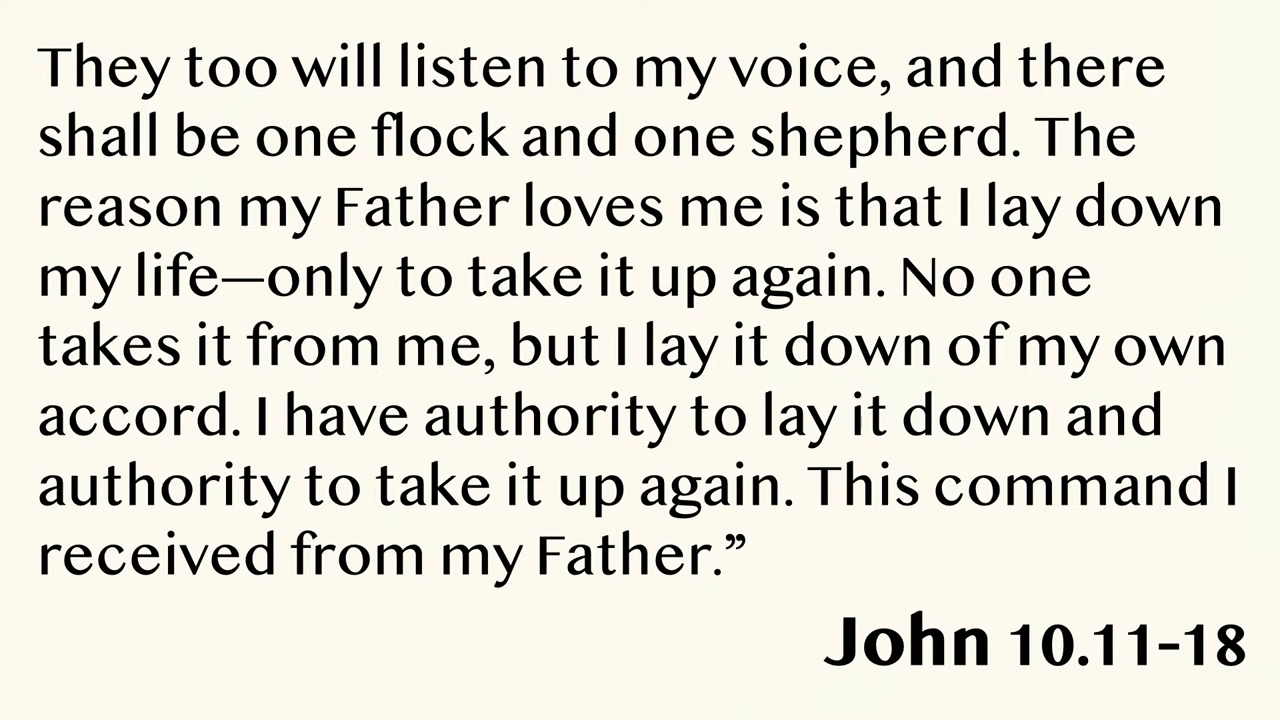 They too will listen to my voice, and there
shall be one flock and one shepherd. The
reason my Father loves me is that I lay down
my life—only to take it up again. No one
takes it from me, but I lay it down of my own
accord. I have authority to lay it down and
authority to take it up again. This command I
received from my Father.”
John 10.11-18